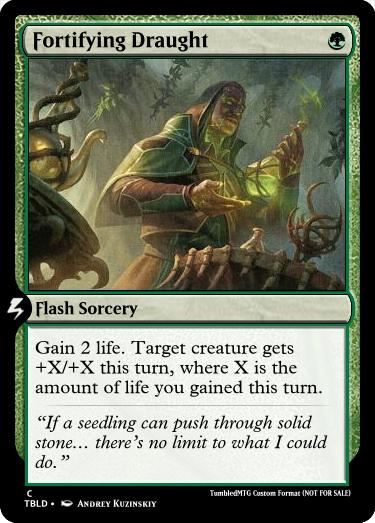 Fortifying Draught
Flash Sorcery
Gain 2 life. Target creature gets
+X/+X this turn, where X is the
amount of life you gained this turn.
“If a seedling can push through solid
stone… there’s no limit to what I could
do.”
C
TBLD • Andrey Kuzinskiy
TumbledMTG Custom Format (NOT FOR SALE)